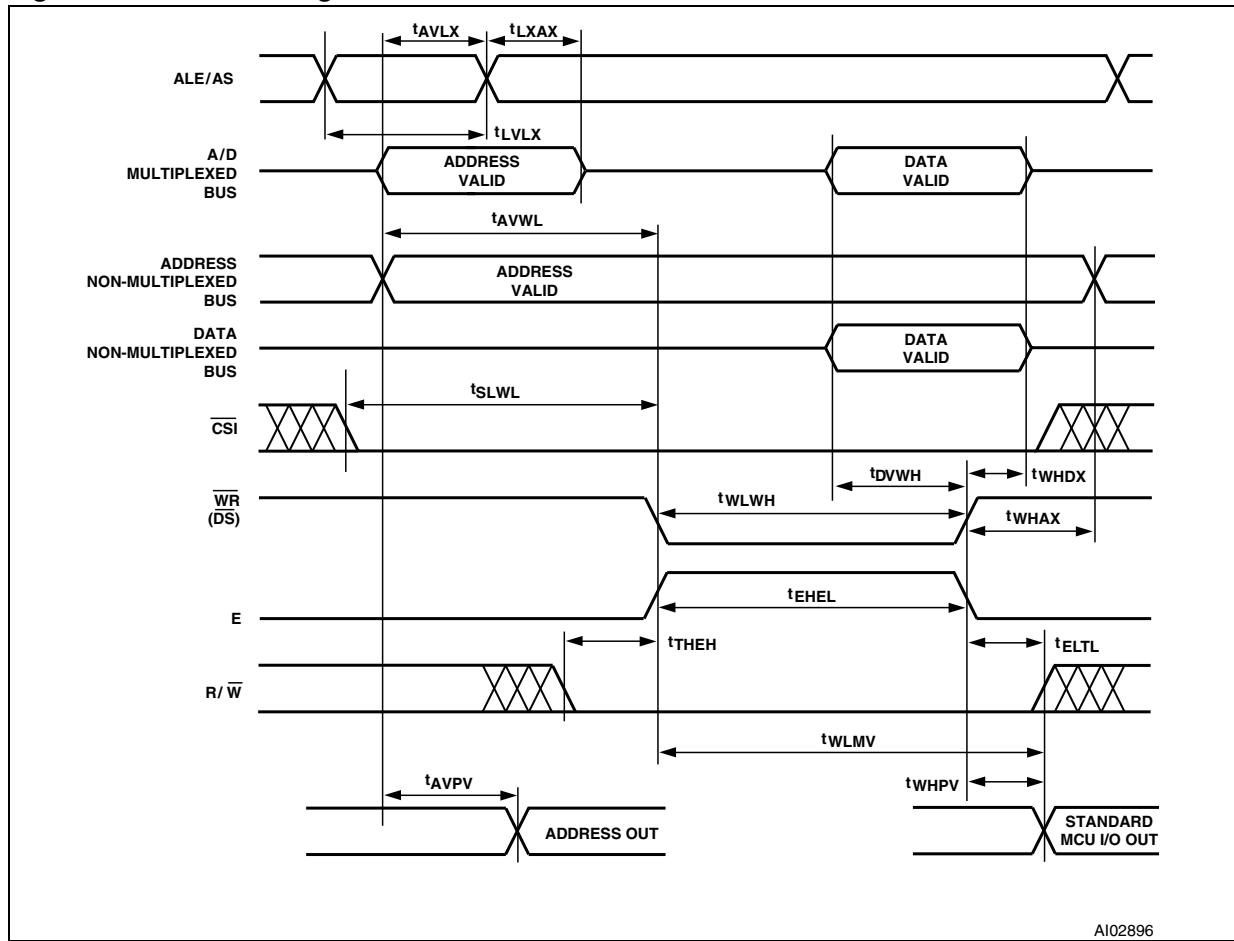 tAVLX
tLXAX
ALE/AS
tLVLX
A/D
MULTIPLEXED
BUS
ADDRESS
VALID
DATA
VALID
tAVWL
ADDRESS
NON-MULTIPLEXED
BUS
ADDRESS
VALID
DATA
NON-MULTIPLEXED
BUS
DATA
VALID
tSLWL
CSI
tDVWH
tWHDX
WR
(DS)
tWLWH
tWHAX
E
tEHEL
tTHEH
tELTL
R/ W
tWLMV
tAVPV
tWHPV
ADDRESS OUT
STANDARD
MCU I/O OUT
AI02896